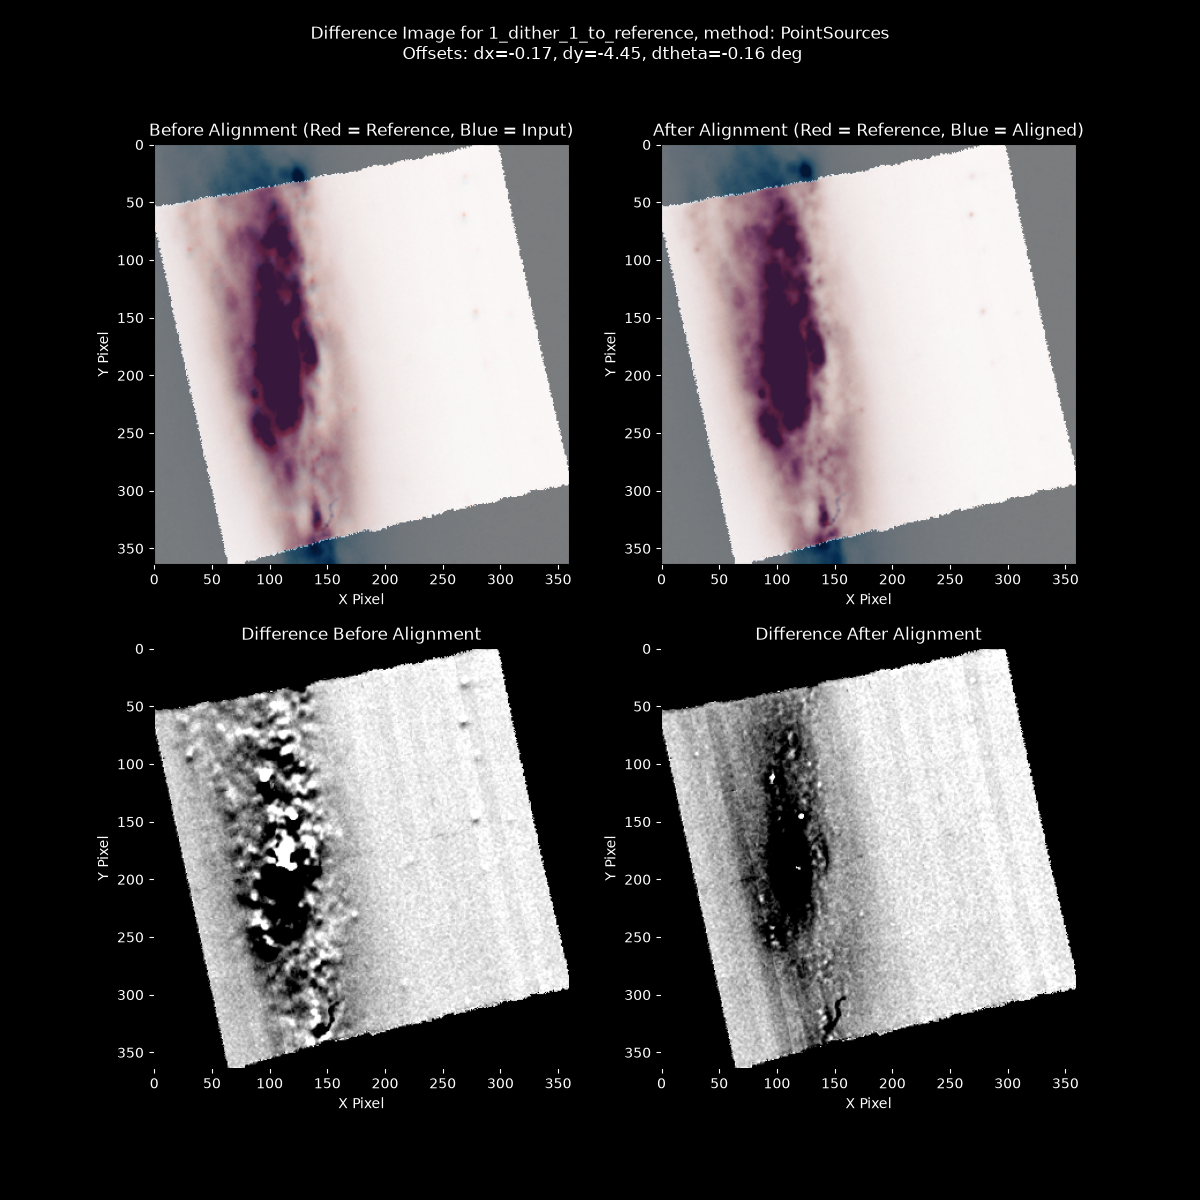 Difference Image for 1_dither_1_to_reference, method: PointSources
Offsets: dx=-0.17, dy=-4.45, dtheta=-0.16 deg
Before Alignment (Red = Reference, Blue = Input)
0
50
100
150
200
250
300
350
Y Pixel
0 50 100 150 200 250 300 350
X Pixel
After Alignment (Red = Reference, Blue = Aligned)
0
50
100
150
200
250
300
350
Y Pixel
0 50 100 150 200 250 300 350
X Pixel
Difference Before Alignment
0
50
100
150
200
250
300
350
Y Pixel
0 50 100 150 200 250 300 350
X Pixel
Difference After Alignment
0
50
100
150
200
250
300
350
Y Pixel
0 50 100 150 200 250 300 350
X Pixel